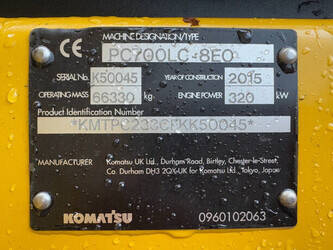 MACHINE DESIGNATION/TYPE
CE PC700LC-8E0
SERIAL No. K50045 YEAR OF CONSTRUCTION 2015
OPERATING MASS 66330 kg ENGINE POWER 320 kW
Product Identification Number
MANUFACTURER Komatsu UK Ltd., Durham Road, Birtley, Chester-le-Street,
Co. Durham DH3 2QX UK for Komatsu Ltd., Tokyo, Japan
KOMATSU 0960102063